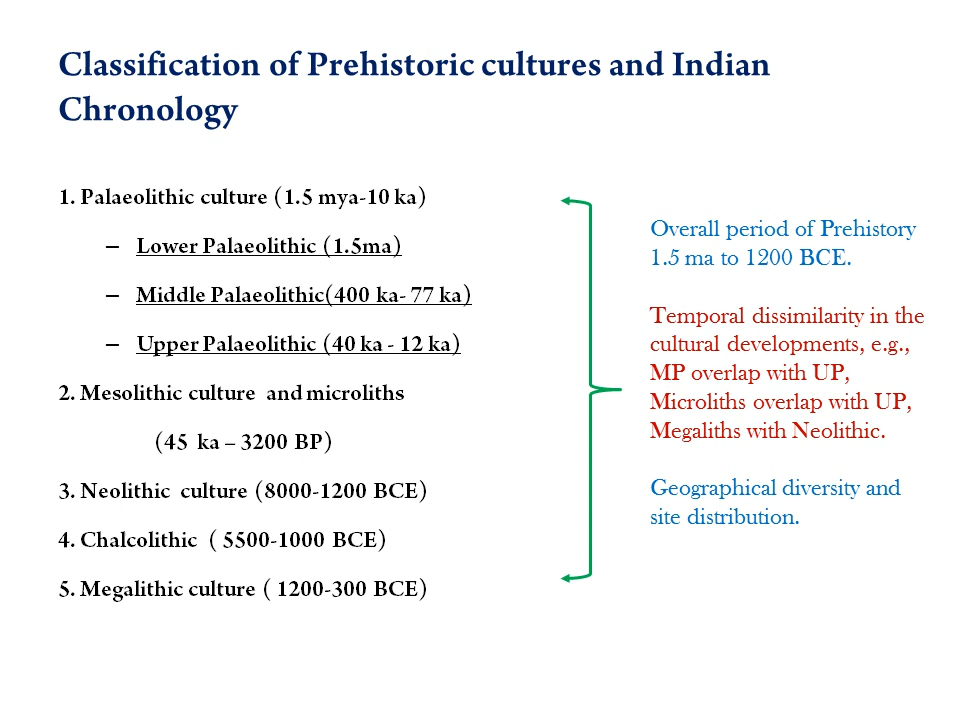 Classification of Prehistoric cultures and Indian
Chronology
1. Palaeolithic culture (1.5 mya-10 ka)
– Lower Palaeolithic (1.5ma)
– Middle Palaeolithic(400 ka- 77 ka)
– Upper Palaeolithic (40 ka - 12 ka)
2. Mesolithic culture and microliths
(45 ka – 3200 BP)
3. Neolithic culture (8000-1200 BCE)
4. Chalcolithic ( 5500-1000 BCE)
5. Megalithic culture ( 1200-300 BCE)
Overall period of Prehistory
1.5 ma to 1200 BCE.
Temporal dissimilarity in the
cultural developments, e.g.,
MP overlap with UP,
Microliths overlap with UP,
Megaliths with Neolithic.
Geographical diversity and
site distribution.